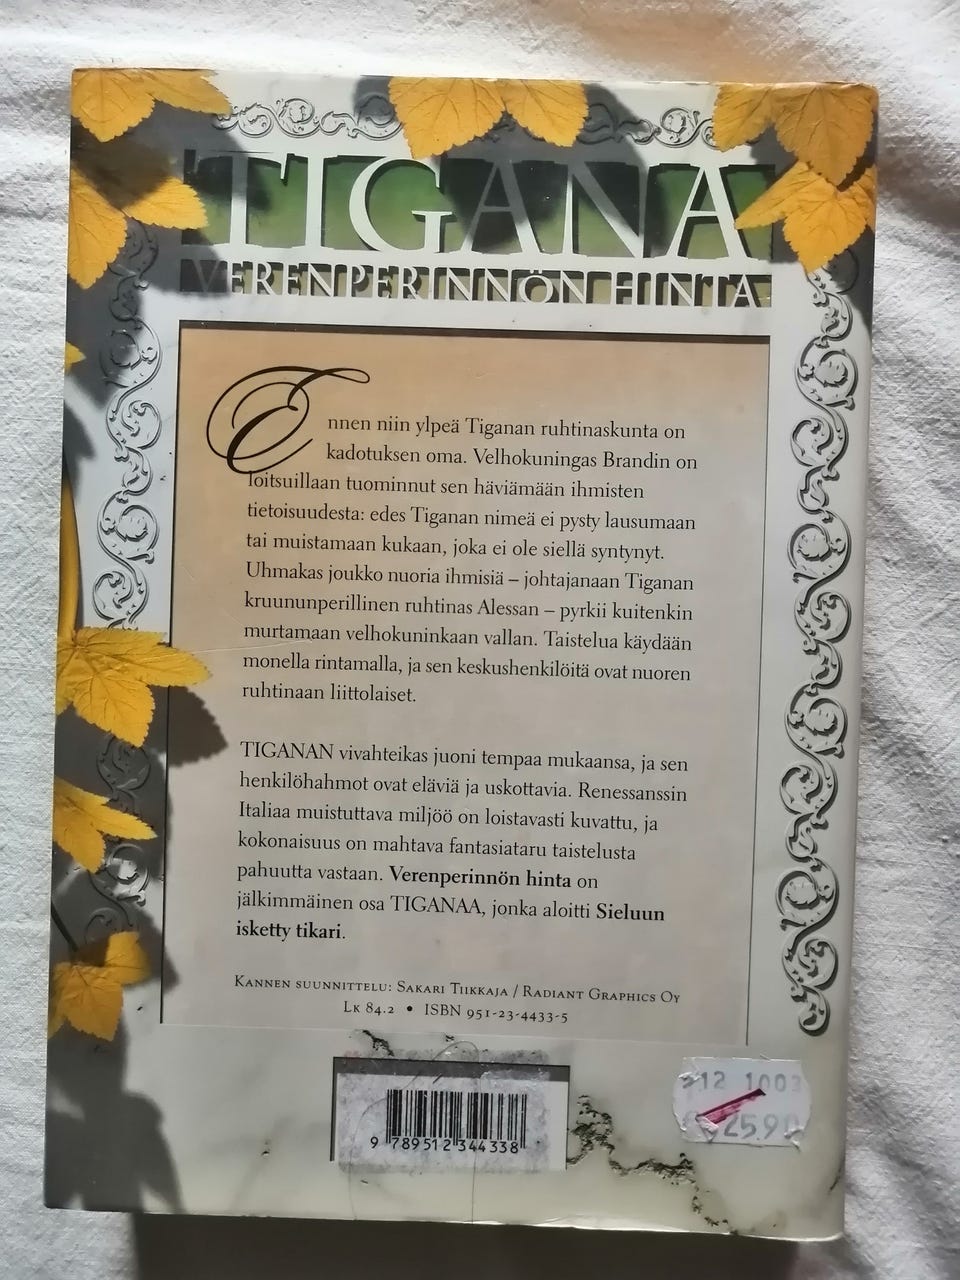 TIGANA
VERENPERINNÖN HINTA
Ennen niin ylpeä Tiganan ruhtinaskunta on
kadotuksen oma. Velhokuningas Brandin on
loitsuillaan tuominnut sen häviämään ihmisten
tietoisuudesta: edes Tiganan nimeä ei pysty lausumaan
tai muistamaan kukaan, joka ei ole siellä syntynyt.
Uhmakas joukko nuoria ihmisiä – johtajanaan Tiganan
kruununperillinen ruhtinas Alessan – pyrkii kuitenkin
murtamaan velhokuninkaan vallan. Taistelua käydään
monella rintamalla, ja sen keskushenkilöitä ovat nuoren
ruhtinaan liittolaiset.
TIGANAN vivahteikas juoni tempaa mukaansa, ja sen
henkilöhahmot ovat eläviä ja uskottavia. Renessanssin
Italiaa muistuttava miljöö on loistavasti kuvattu, ja
kokonaisuus on mahtava fantasiataru taistelusta
pahuutta vastaan. Verenperinnön hinta on
jälkimmäinen osa TIGANAA, jonka aloitti Sieluun
isketty tikari.
Kannen suunnittelu: Sakari Tiikkaja / Radiant Graphics Oy
Lk 84.2 • ISBN 951-23-4433-5
9 789512 344338
12 1003
25.90